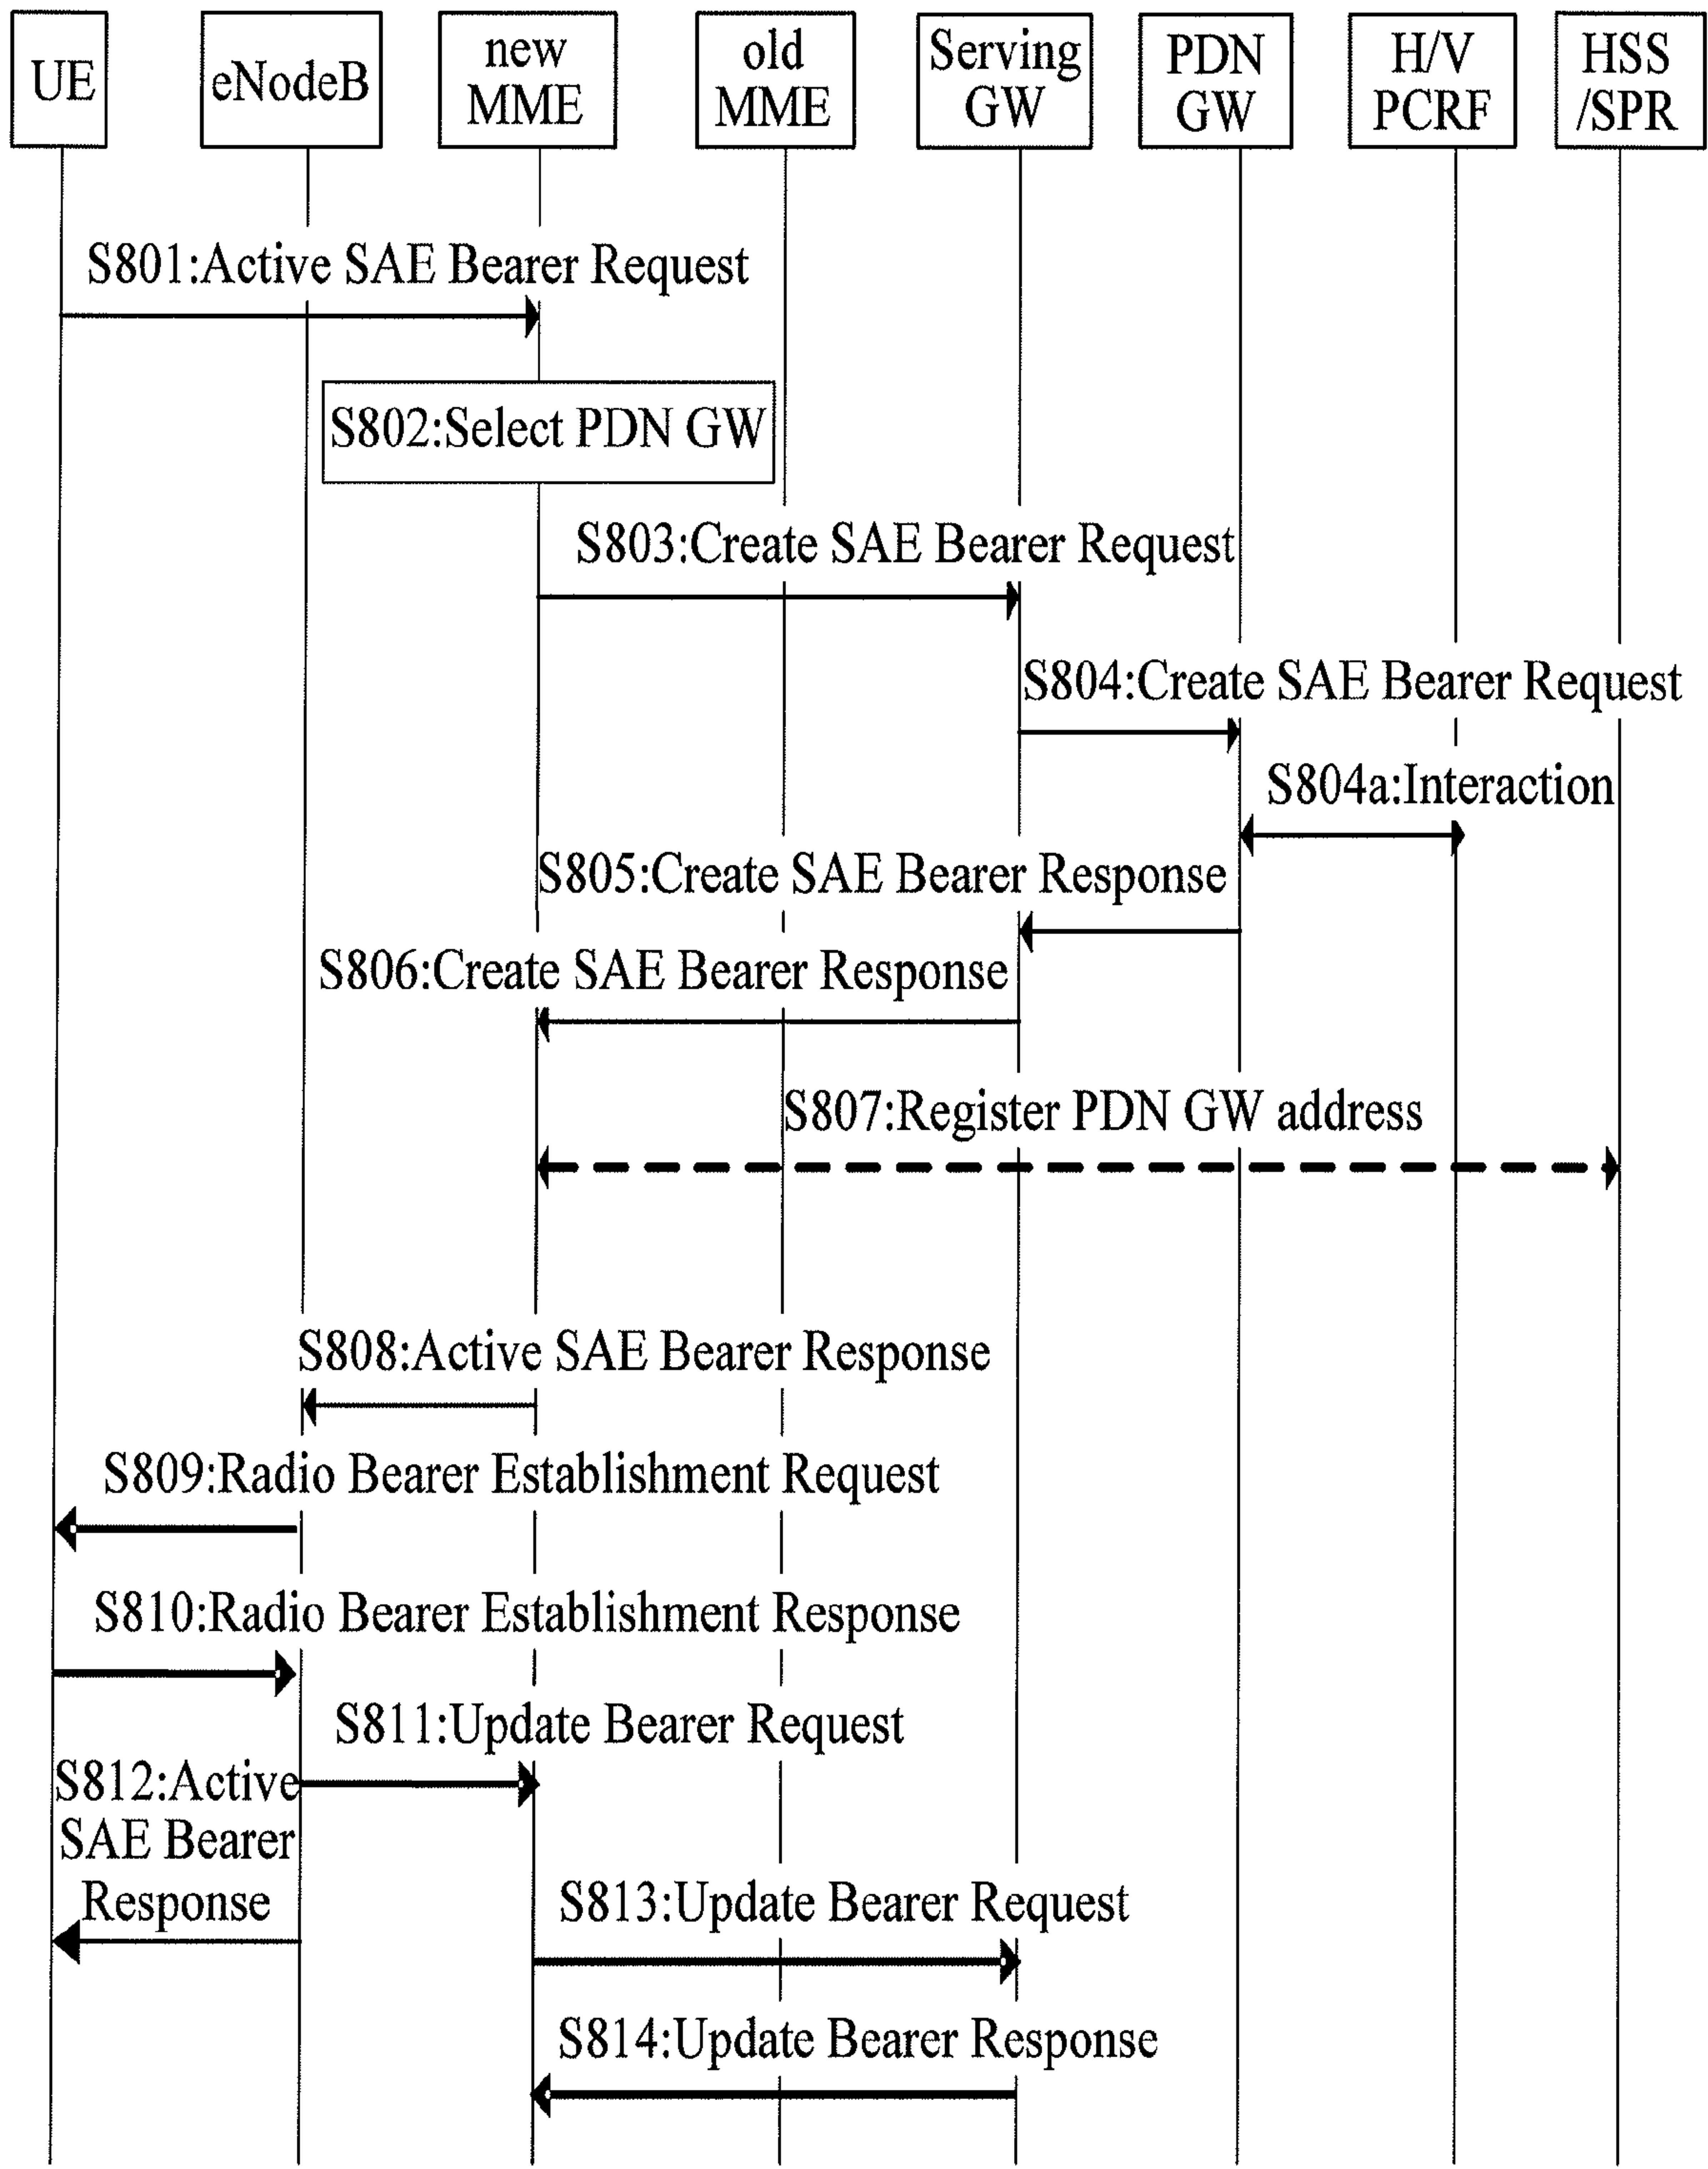 UE
eNodeB
new
MME
old
MME
Serving
GW
PDN
GW
H/V
PCRF
HSS
/SPR
S801:Active SAE Bearer Request
S802:Select PDN GW
S803:Create SAE Bearer Request
S804:Create SAE Bearer Request
S804a:Interaction
S805:Create SAE Bearer Response
S806:Create SAE Bearer Response
S807:Register PDN GW address
S808:Active SAE Bearer Response
S809:Radio Bearer Establishment Request
S810:Radio Bearer Establishment Response
S811:Update Bearer Request
S812:Active
SAE Bearer
Response
S813:Update Bearer Request
S814:Update Bearer Response